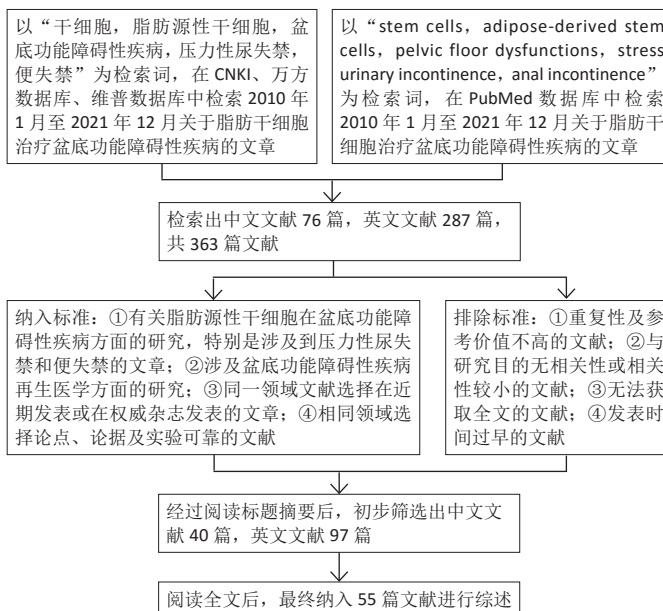 以“干细胞，脂肪源性干细胞，盆
底功能障碍性疾病，压力性尿失禁，
便失禁”为检索词，在 CNKI、万方
数据库、维普数据库中检索 2010 年
1 月至 2021 年 12 月关于脂肪干细胞
治疗盆底功能障碍性疾病的文章
以“stem cells，adipose-derived stem
cells，pelvic floor dysfunctions，stress
urinary incontinence，anal incontinence”
为检索词，在 PubMed 数据库中检索
2010 年 1 月至 2021 年 12 月关于脂肪干
细胞治疗盆底功能障碍性疾病的文章
检索出中文文献 76 篇，英文文献 287 篇，
共 363 篇文献
纳入标准：①有关脂肪源性干细胞在盆底功能障
碍性疾病方面的研究，特别是涉及到压力性尿失
禁和便失禁的文章；②涉及盆底功能障碍性疾病
再生医学方面的研究；③同一领域文献选择在近
期发表或在权威杂志发表的文章；④相同领域选
择论点、论据及实验可靠的文献
排除标准：①重复性及参
考价值不高的文献；②与
研究目的无相关性或相关
性较小的文献；③无法获
取全文的文献；④发表时
间过早的文献
经过阅读标题摘要后，初步筛选出中文文
献 40 篇，英文文献 97 篇
阅读全文后，最终纳入 55 篇文献进行综述